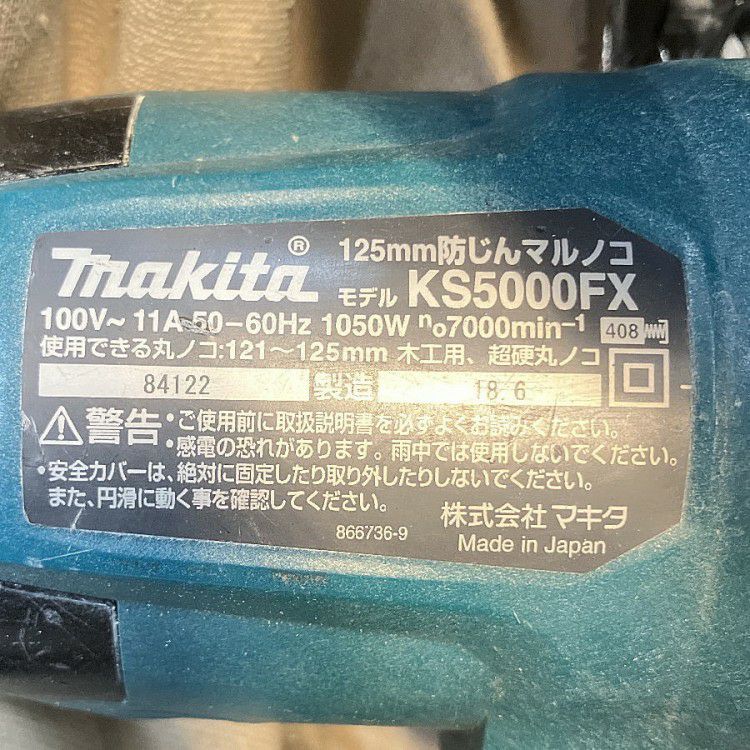 makita® 125mm防じんマルノコ
モデル KS5000FX
100V～ 11A 50−60Hz 1050W n₀7000min⁻¹ 408
使用できる丸ノコ:121～125mm 木工用、超硬丸ノコ
84122 製造 18.6
警告 •ご使用前に取扱説明書を必ずよくお読みください。
•感電の恐れがあります。雨中では使用しないでください。
•安全カバーは、絶対に固定したり取り外したりしないでください。
また、円滑に動く事を確認してください。
866736-9 株式会社 マキタ
Made in Japan